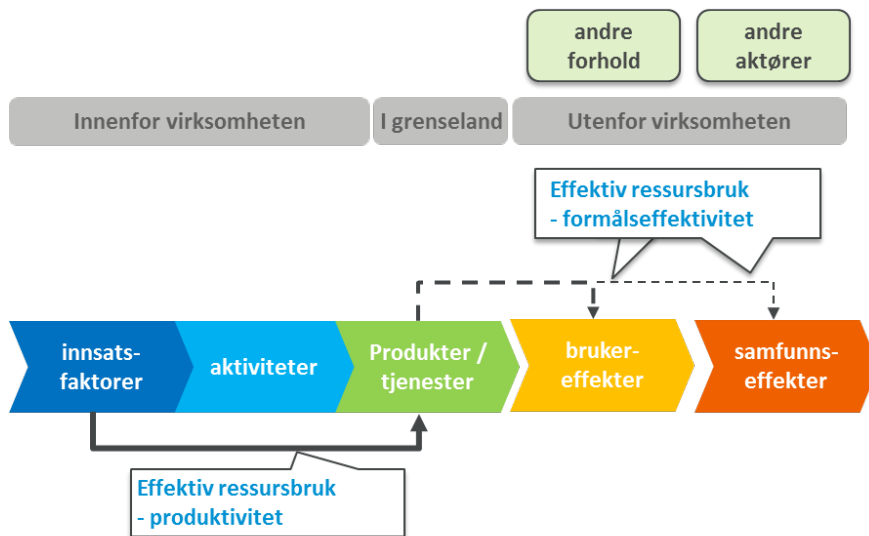 andre
forhold
andre
aktører
Innenfor virksomheten
I grenseland
Utenfor virksomheten
Effektiv ressursbruk
- formålseffektivitet
innsats-
faktorer
aktiviteter
Produkter /
tjenester
bruker-
effekter
samfunns-
effekter
Effektiv ressursbruk
- produktivitet